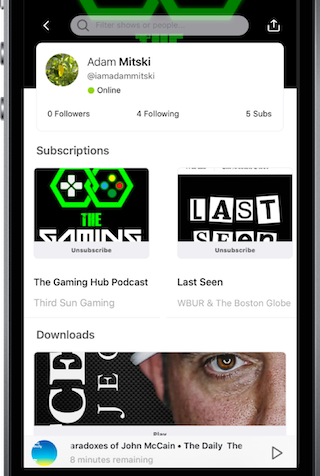 Filter shows or people..
Adam Mitski
@iamadammitski
Online
0 Followers 4 Following 5 Subs
Subscriptions
THE
GAMING
Unsubscribe
LAST
Seen
Unsubscribe
The Gaming Hub Podcast
Third Sun Gaming
Last Seen
WBUR & The Boston Globe
Downloads
JEC
aradoxes of John McCain • The Daily The
8 minutes remaining